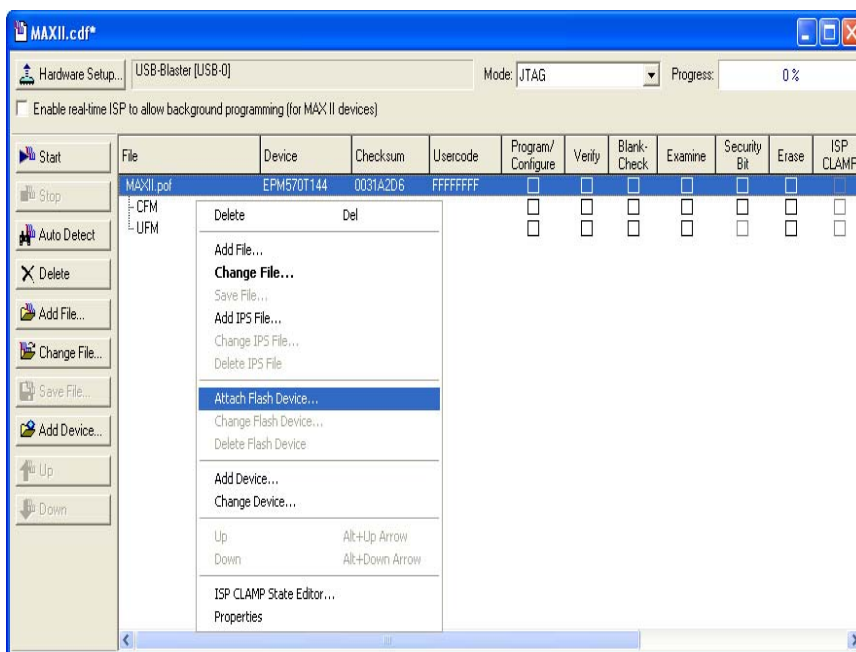 MAXII.cdf*
Hardware Setup... USB-Blaster [USB-0] Mode: JTAG Progress: 0 %
Enable real-time ISP to allow background programming (for MAX II devices)
Start
Stop
Auto Detect
Delete
Add File...
Change File...
Save File...
Add Device...
Up
Down
File Device Checksum Usercode Program/ Configure Verify Blank- Check Examine Security Bit Erase ISP CLAMP
MAXII.pof EPM570T144 0031A2D6 FFFFFFFF
CFM
UFM
Delete Del
Add File...
Change File...
Save File...
Add IPS File...
Change IPS File...
Delete IPS File
Attach Flash Device...
Change Flash Device...
Delete Flash Device
Add Device...
Change Device...
Up Alt+Up Arrow
Down Alt+Down Arrow
ISP CLAMP State Editor...
Properties